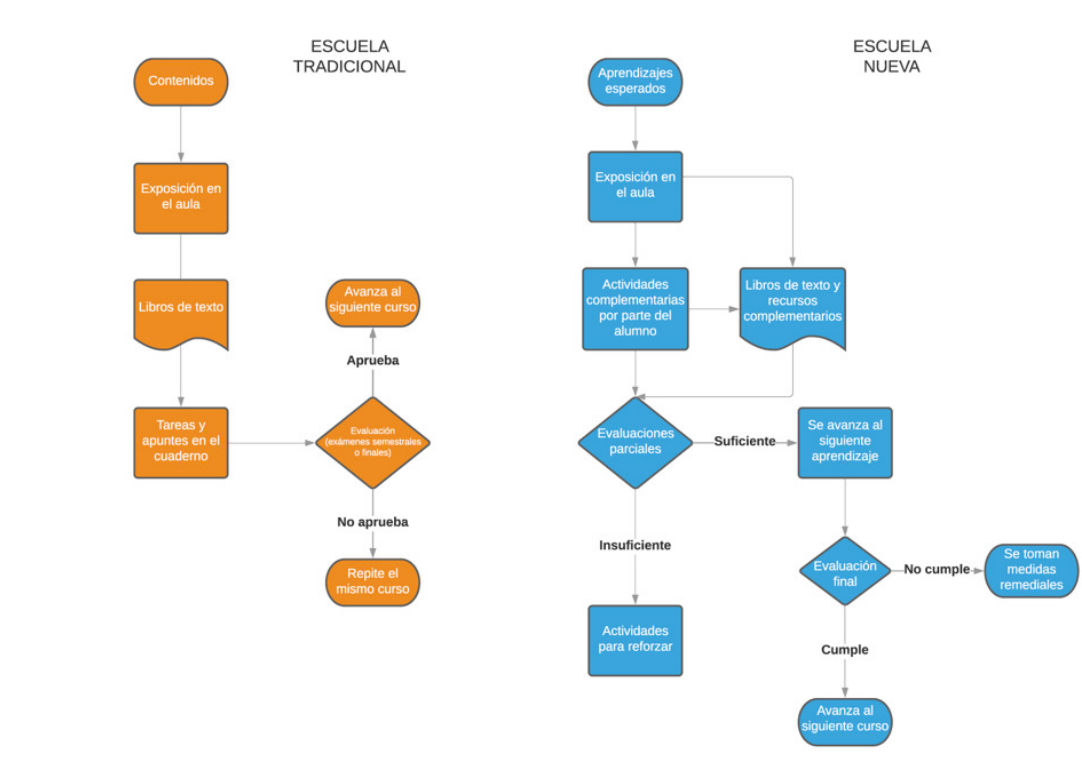 ESCUELA
TRADICIONAL
Contenidos
Exposición en
el aula
Libros de texto
Tareas y
apuntes en el
cuaderno
Evaluación
(exámenes semestrales
o finales)
Aprueba
Avanza al
siguiente curso
No aprueba
Repite el
mismo curso
ESCUELA
NUEVA
Aprendizajes
esperados
Exposición en
el aula
Actividades
complementarias
por parte del
alumno
Libros de texto y
recursos
complementarios
Evaluaciones
parciales
Suficiente
Se avanza al
siguiente
aprendizaje
Insuficiente
Actividades
para reforzar
Evaluación
final
No cumple
Se toman
medidas
remediales
Cumple
Avanza al
siguiente curso